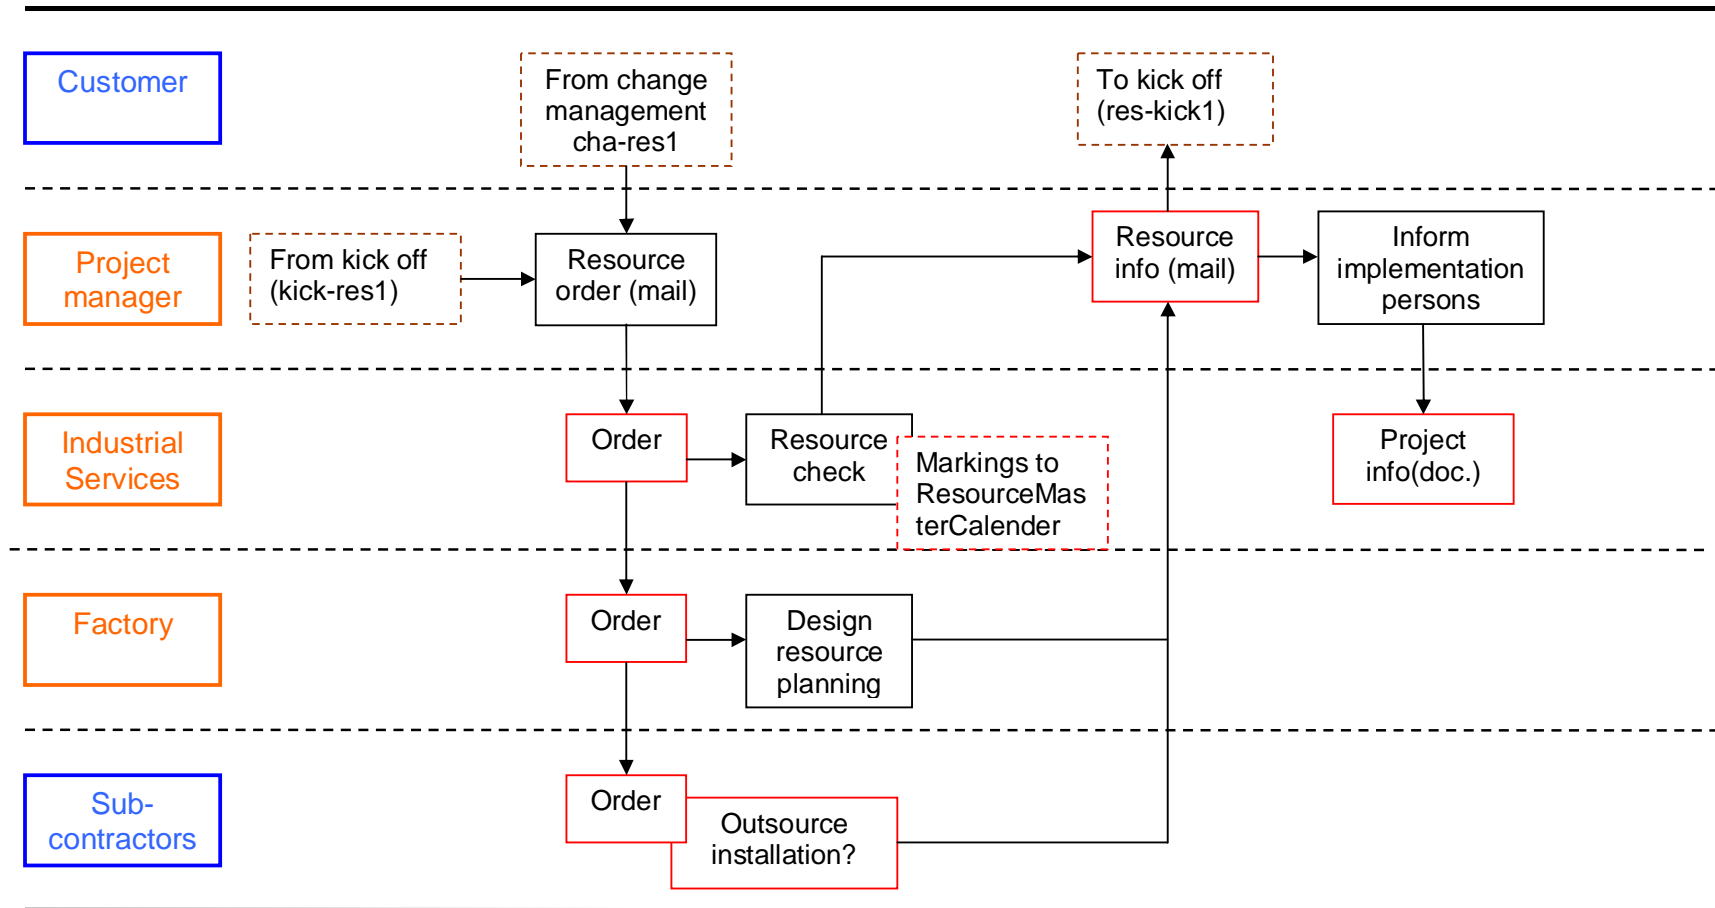 Customer
From change
management
cha-res1
To kick off
(res-kick1)
Project
manager
From kick off
(kick-res1)
Resource
order (mail)
Resource
info (mail)
Inform
implementation
persons
Industrial
Services
Order
Resource
check
Markings to
ResourceMas
terCalender
Project
info(doc.)
Factory
Order
Design
resource
planning
Sub-
contractors
Order
Outsource
installation?